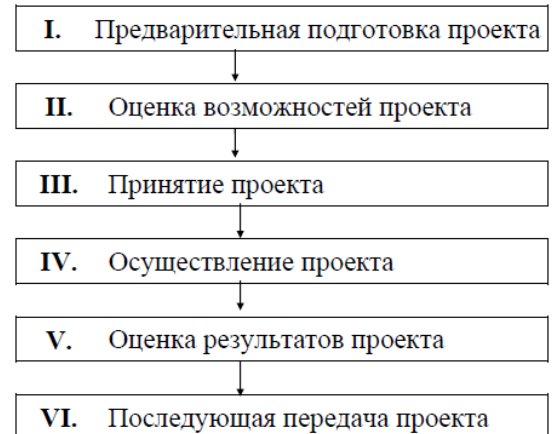 I. Предварительная подготовка проекта
II. Оценка возможностей проекта
III. Принятие проекта
IV. Осуществление проекта
V. Оценка результатов проекта
VI. Последующая передача проекта